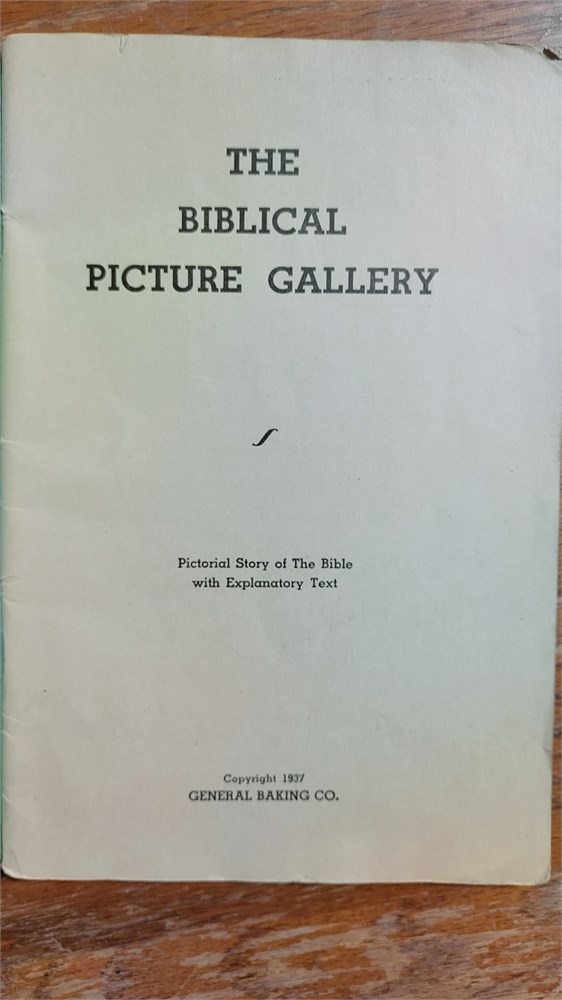 THE
BIBLICAL
PICTURE GALLERY
Pictorial Story of The Bible
with Explanatory Text
Copyright 1937
GENERAL BAKING CO.